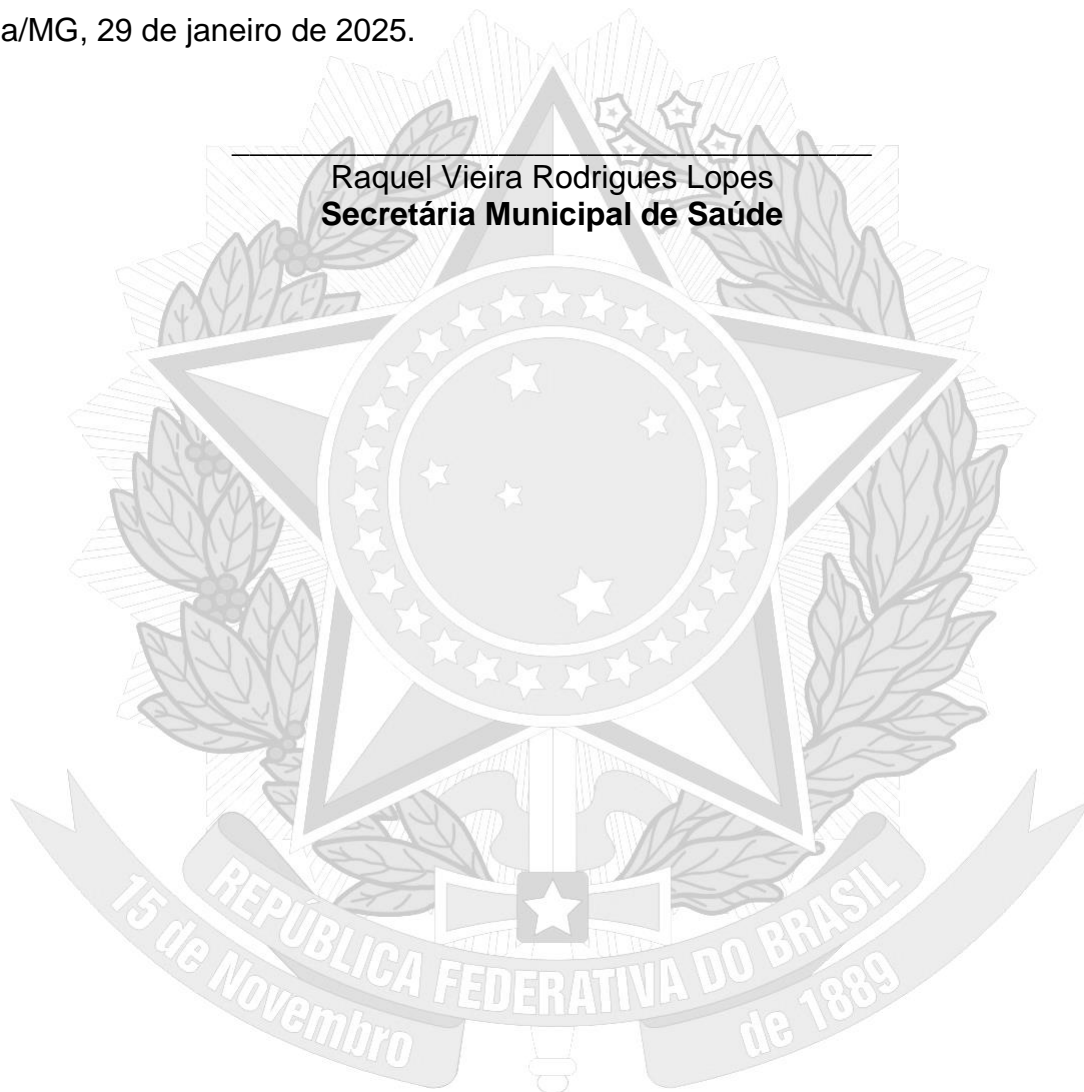 a/MG, 29 de janeiro de 2025.
Raquel Vieira Rodrigues Lopes
Secretária Municipal de Saúde
REPÚBLICA FEDERATIVA DO BRASIL
15 de Novembro de 1889